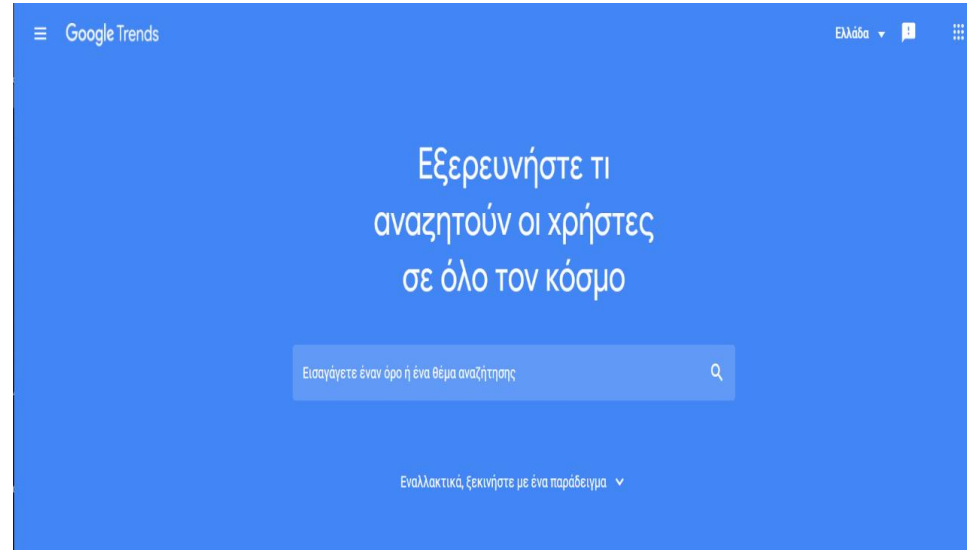 Google Trends
Ελλάδα
Εξερευνήστε τι
αναζητούν οι χρήστες
σε όλο τον κόσμο
Εισαγάγετε έναν όρο ή ένα θέμα αναζήτησης
Εναλλακτικά, ξεκινήστε με ένα παράδειγμα